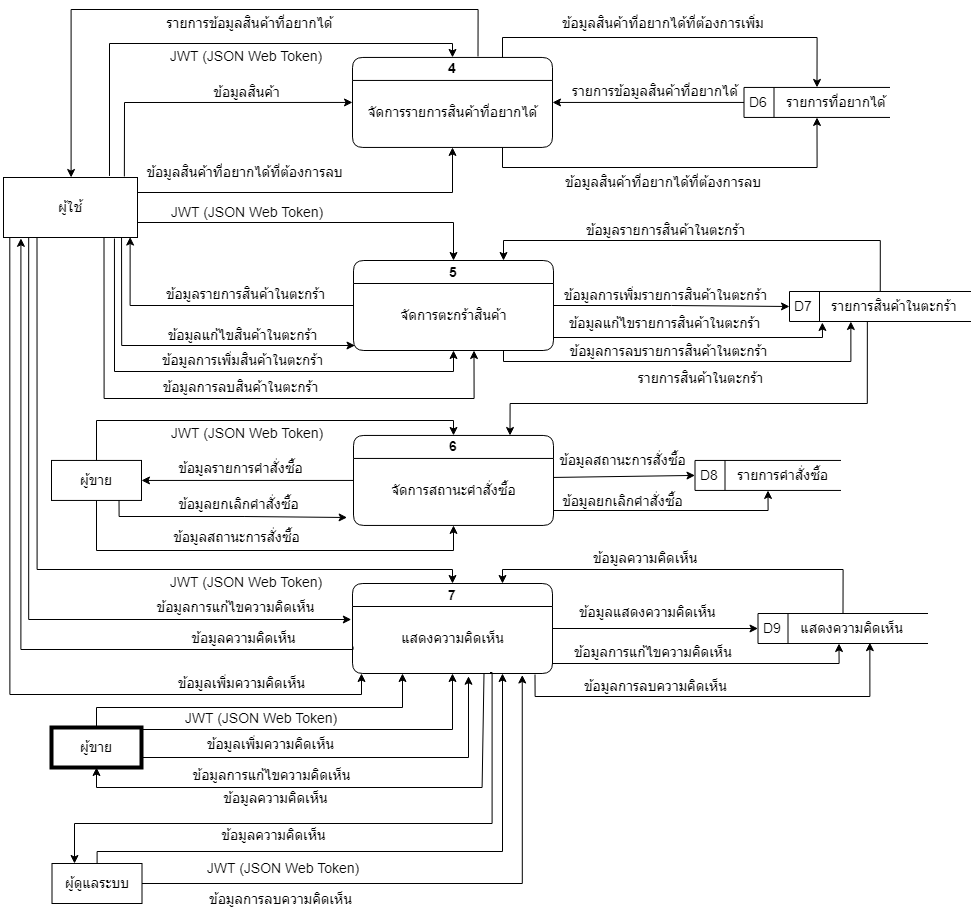 รายการข้อมูลสินค้าที่อยากได้
ข้อมูลสินค้าที่อยากได้ที่ต้องการเพิ่ม
JWT (JSON Web Token)
4
ข้อมูลสินค้า
รายการข้อมูลสินค้าที่อยากได้
D6
รายการที่อยากได้
จัดการรายการสินค้าที่อยากได้
ข้อมูลสินค้าที่อยากได้ที่ต้องการลบ
ข้อมูลสินค้าที่อยากได้ที่ต้องการลบ
ผู้ใช้
JWT (JSON Web Token)
ข้อมูลรายการสินค้าในตะกร้า
5
ข้อมูลรายการสินค้าในตะกร้า
ข้อมูลการเพิ่มรายการสินค้าในตะกร้า
D7
รายการสินค้าในตะกร้า
จัดการตะกร้าสินค้า
ข้อมูลแก้ไขสินค้าในตะกร้า
ข้อมูลแก้ไขรายการสินค้าในตะกร้า
ข้อมูลการเพิ่มสินค้าในตะกร้า
ข้อมูลการลบรายการสินค้าในตะกร้า
ข้อมูลการลบสินค้าในตะกร้า
รายการสินค้าในตะกร้า
JWT (JSON Web Token)
6
ข้อมูลรายการคำสั่งซื้อ
ข้อมูลสถานะการสั่งซื้อ
ผู้ขาย
จัดการสถานะคำสั่งซื้อ
D8
รายการคำสั่งซื้อ
ข้อมูลยกเลิกคำสั่งซื้อ
ข้อมูลยกเลิกคำสั่งซื้อ
ข้อมูลสถานะการสั่งซื้อ
ข้อมูลความคิดเห็น
JWT (JSON Web Token)
7
ข้อมูลการแก้ไขความคิดเห็น
ข้อมูลแสดงความคิดเห็น
D9
แสดงความคิดเห็น
แสดงความคิดเห็น
ข้อมูลความคิดเห็น
ข้อมูลการแก้ไขความคิดเห็น
ข้อมูลเพิ่มความคิดเห็น
ข้อมูลการลบความคิดเห็น
JWT (JSON Web Token)
ผู้ขาย
ข้อมูลเพิ่มความคิดเห็น
ข้อมูลการแก้ไขความคิดเห็น
ข้อมูลความคิดเห็น
ข้อมูลความคิดเห็น
JWT (JSON Web Token)
ผู้ดูแลระบบ
ข้อมูลการลบความคิดเห็น